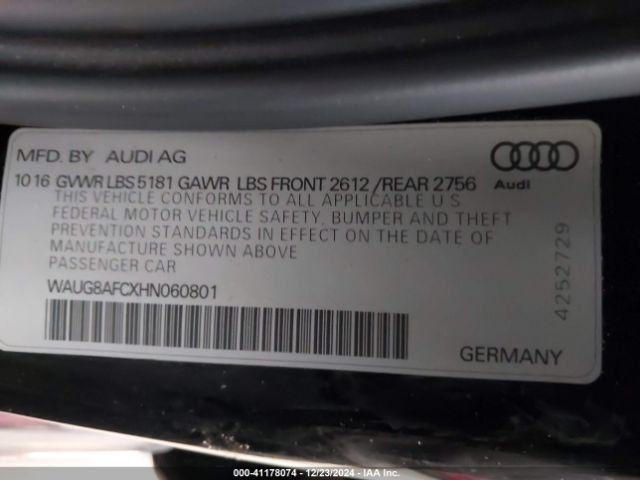 MFD. BY AUDI AG
10 16 GVWR LBS 5181 GAWR LBS FRONT 2612 /REAR 2756
THIS VEHICLE CONFORMS TO ALL APPLICABLE U S
FEDERAL MOTOR VEHICLE SAFETY, BUMPER AND THEFT
PREVENTION STANDARDS IN EFFECT ON THE DATE OF
MANUFACTURE SHOWN ABOVE
PASSENGER CAR
WAUG8AFCXHN060801
Audi
4252729
GERMANY
000-41178074 / 12/23/2024 - IAA Inc.